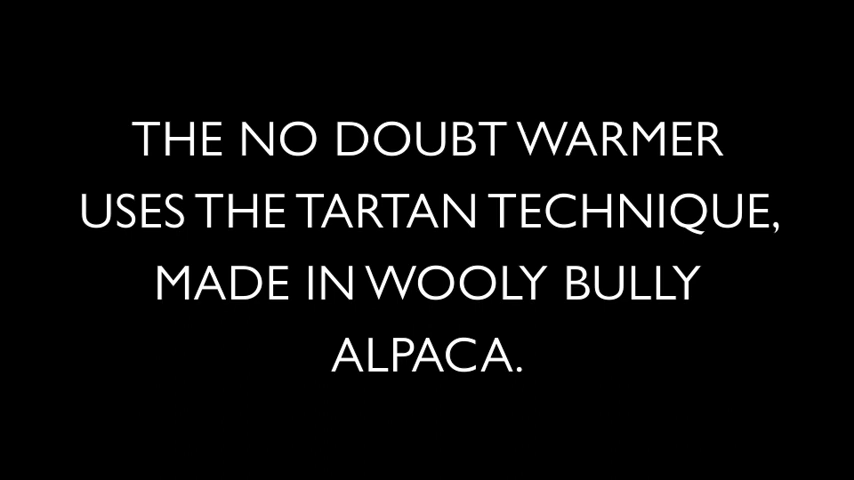 THE NO DOUBT WARMER
USES THE TARTAN TECHNIQUE,
MADE IN WOOLY BULLY
ALPACA.